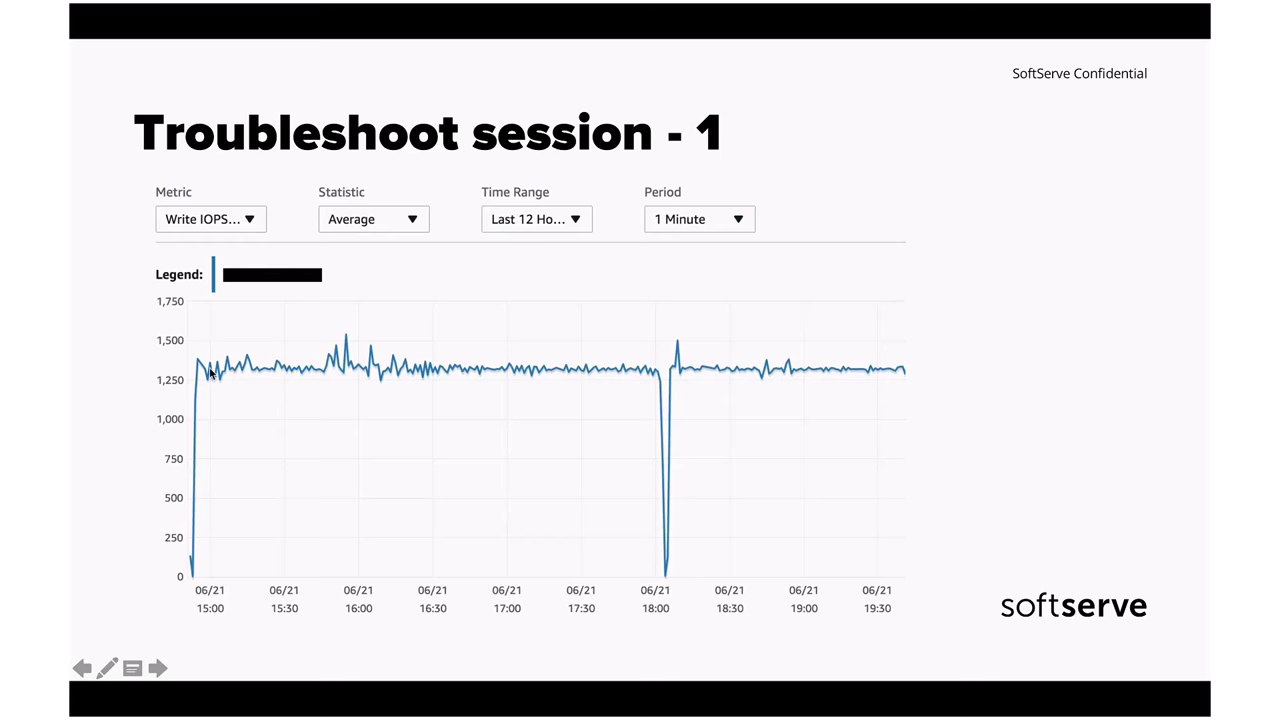 SoftServe Confidential
Troubleshoot session - 1
Metric Statistic Time Range Period
Write IOPS... Average Last 12 Ho... 1 Minute
Legend:
1,750
1,500
1,250
1,000
750
500
250
0
06/21 06/21 06/21 06/21 06/21 06/21 06/21 06/21 06/21 06/21
15:00 15:30 16:00 16:30 17:00 17:30 18:00 18:30 19:00 19:30
softserve